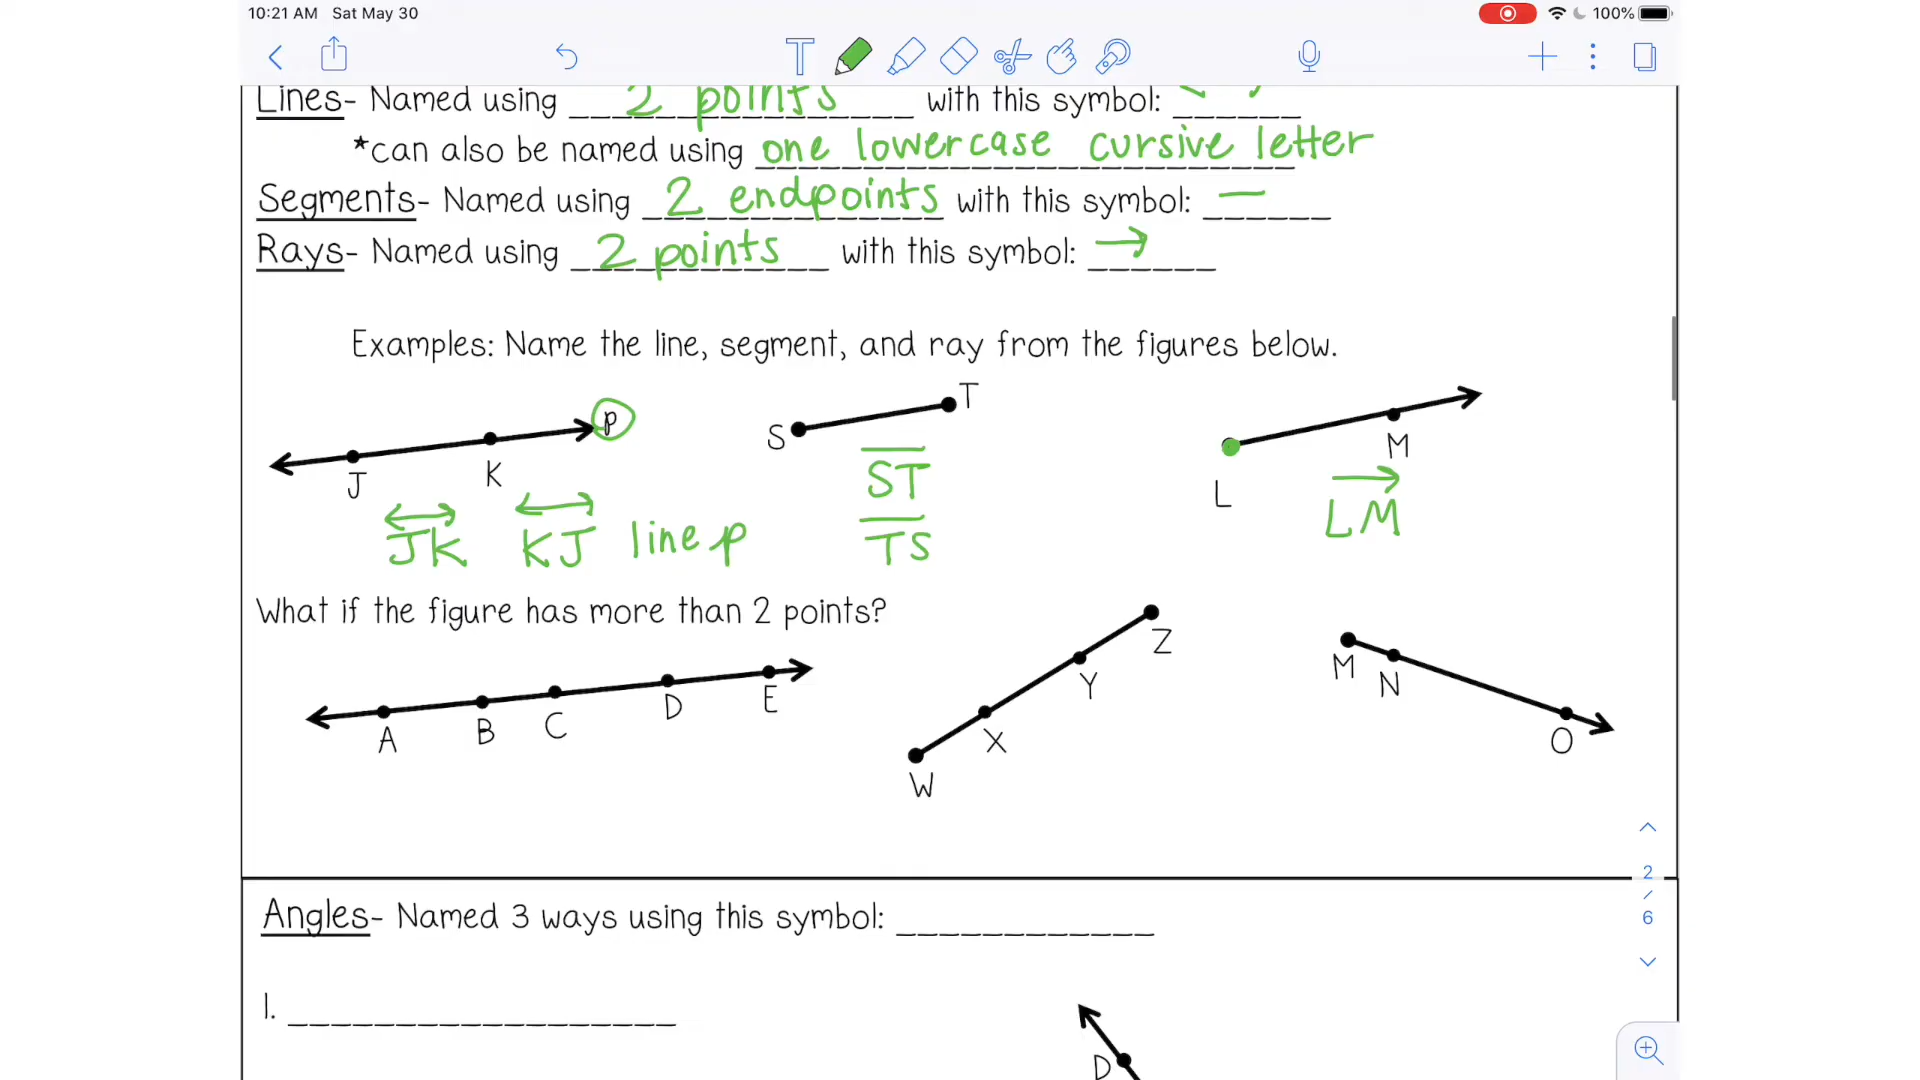 10:21 AM Sat May 30
100%
Lines- Named using 2 points with this symbol:
*can also be named using one lowercase cursive letter
Segments- Named using 2 endpoints with this symbol: —
Rays- Named using 2 points with this symbol: →
Examples: Name the line, segment, and ray from the figures below.
J K p
S T
L M
JK KJ line p
ST
TS
LM
What if the figure has more than 2 points?
A B C D E
W X Y Z
M N O
2
/
6
Angles- Named 3 ways using this symbol:
1.
D